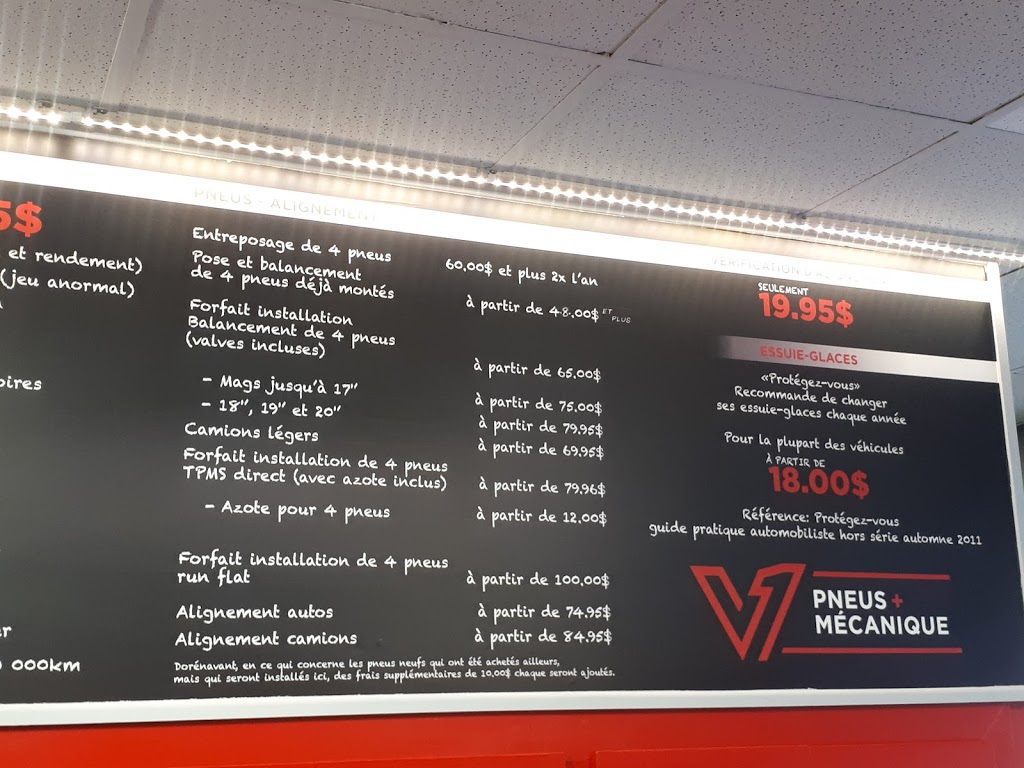 5$
et rendement)
(jeu anormal)
000km
PNEUS - ALIGNEMENT
Entreposage de 4 pneus 60,00$ et plus 2x l'an
Pose et balancement
de 4 pneus déjà montés à partir de 48.00$ ET PLUS
Forfait installation
Balancement de 4 pneus
(valves incluses) à partir de 65,00$
- Mags jusqu'à 17" à partir de 75,00$
- 18", 19" et 20" à partir de 79,95$
Camions légers à partir de 69,95$
Forfait installation de 4 pneus
TPMS direct (avec azote inclus) à partir de 79,96$
- Azote pour 4 pneus à partir de 12,00$
Forfait installation de 4 pneus
run flat à partir de 100,00$
Alignement autos à partir de 74.95$
Alignement camions à partir de 84,95$
Dorénavant, en ce qui concerne les pneus neufs qui ont été achetés ailleurs,
mais qui seront installés ici, des frais supplémentaires de 10,00$ chaque seront ajoutés.
VÉRIFICATION
SEULEMENT
19.95$
ESSUIE-GLACES
«Protégez-vous»
Recommande de changer
ses essuie-glaces chaque année
Pour la plupart des véhicules
À PARTIR DE
18.00$
Référence: Protégez-vous
guide pratique automobiliste hors série automne 2011
V1 PNEUS +
MÉCANIQUE